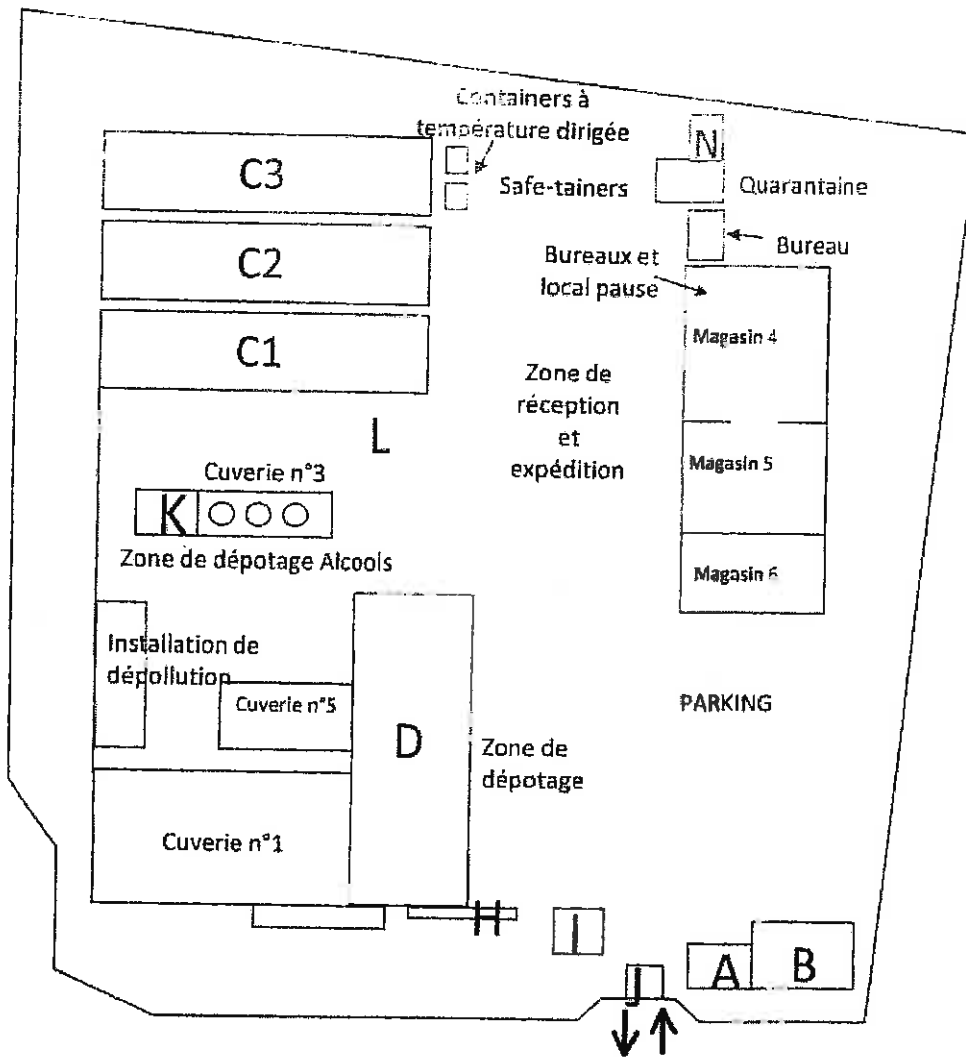 Containers à
température dirigée
N
C3
Safe-tainers
Quarantaine
Bureau
C2
Bureaux et
local pause
C1
Magasin 4
Zone de
réception
et
expédition
L
Magasin 5
Cuverie n°3
K
Zone de dépotage Alcools
Magasin 6
Installation de
dépollution
Cuverie n°5
PARKING
D
Zone de
dépotage
Cuverie n°1
H
I
J
A
B